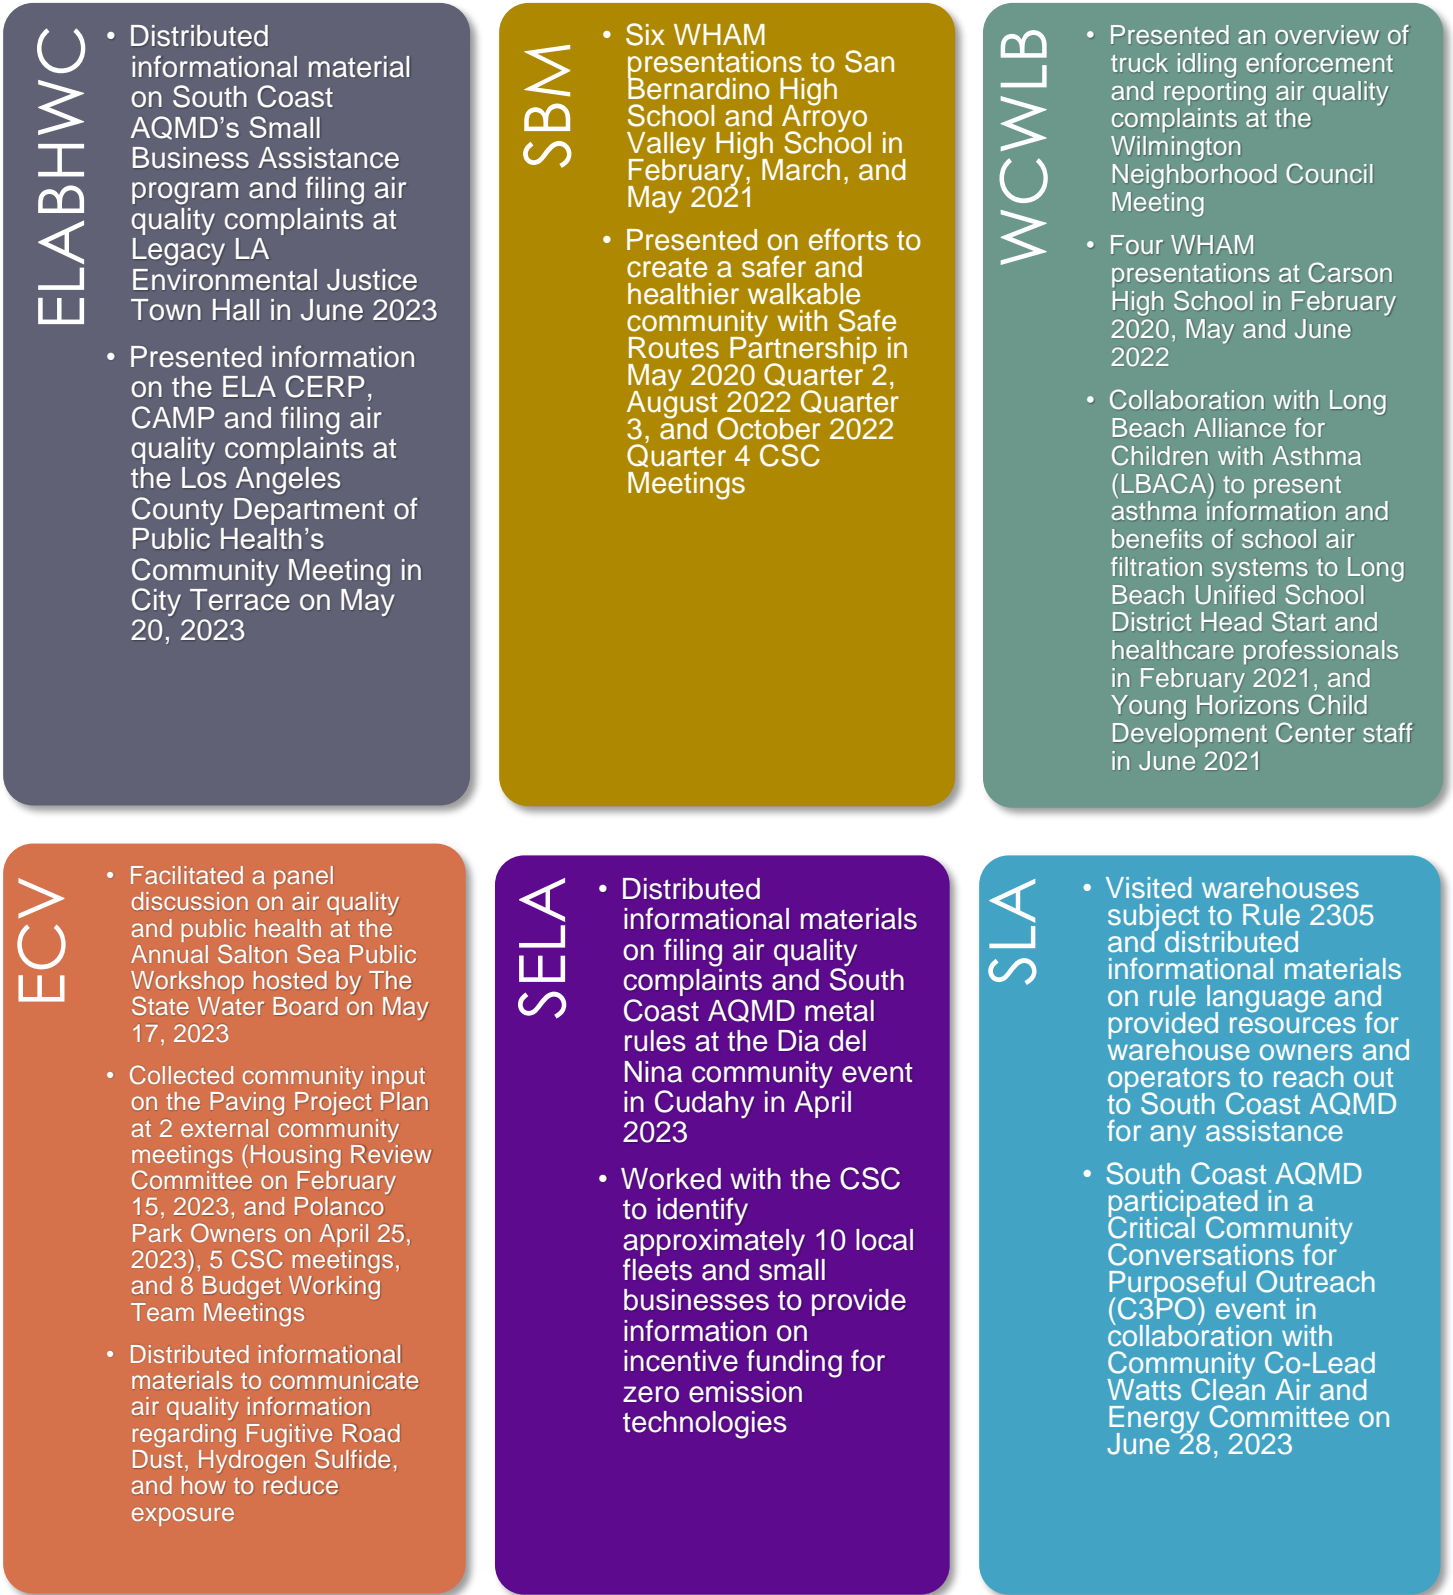 ELABHWC
• Distributed
informational material
on South Coast
AQMD’s Small
Business Assistance
program and filing air
quality complaints at
Legacy LA
Environmental Justice
Town Hall in June 2023
• Presented information
on the ELA CERP,
CAMP and filing air
quality complaints at
the Los Angeles
County Department of
Public Health’s
Community Meeting in
City Terrace on May
20, 2023
SBM
• Six WHAM
presentations to San
Bernardino High
School and Arroyo
Valley High School in
February, March, and
May 2021
• Presented on efforts to
create a safer and
healthier walkable
community with Safe
Routes Partnership in
May 2020 Quarter 2,
August 2022 Quarter
3, and October 2022
Quarter 4 CSC
Meetings
WCWLB
• Presented an overview of
truck idling enforcement
and reporting air quality
complaints at the
Wilmington
Neighborhood Council
Meeting
• Four WHAM
presentations at Carson
High School in February
2020, May and June
2022
• Collaboration with Long
Beach Alliance for
Children with Asthma
(LBACA) to present
asthma information and
benefits of school air
filtration systems to Long
Beach Unified School
District Head Start and
healthcare professionals
in February 2021, and
Young Horizons Child
Development Center staff
in June 2021
ECV
• Facilitated a panel
discussion on air quality
and public health at the
Annual Salton Sea Public
Workshop hosted by The
State Water Board on May
17, 2023
• Collected community input
on the Paving Project Plan
at 2 external community
meetings (Housing Review
Committee on February
15, 2023, and Polanco
Park Owners on April 25,
2023), 5 CSC meetings,
and 8 Budget Working
Team Meetings
• Distributed informational
materials to communicate
air quality information
regarding Fugitive Road
Dust, Hydrogen Sulfide,
and how to reduce
exposure
SELA
• Distributed
informational materials
on filing air quality
complaints and South
Coast AQMD metal
rules at the Dia del
Nina community event
in Cudahy in April
2023
• Worked with the CSC
to identify
approximately 10 local
fleets and small
businesses to provide
information on
incentive funding for
zero emission
technologies
SLA
• Visited warehouses
subject to Rule 2305
and distributed
informational materials
on rule language and
provided resources for
warehouse owners and
operators to reach out
to South Coast AQMD
for any assistance
• South Coast AQMD
participated in a
Critical Community
Conversations for
Purposeful Outreach
(C3PO) event in
collaboration with
Community Co-Lead
Watts Clean Air and
Energy Committee on
June 28, 2023